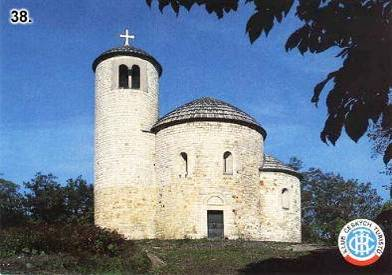 38.
KLUB ČESKÝCH TURISTŮ
KČT